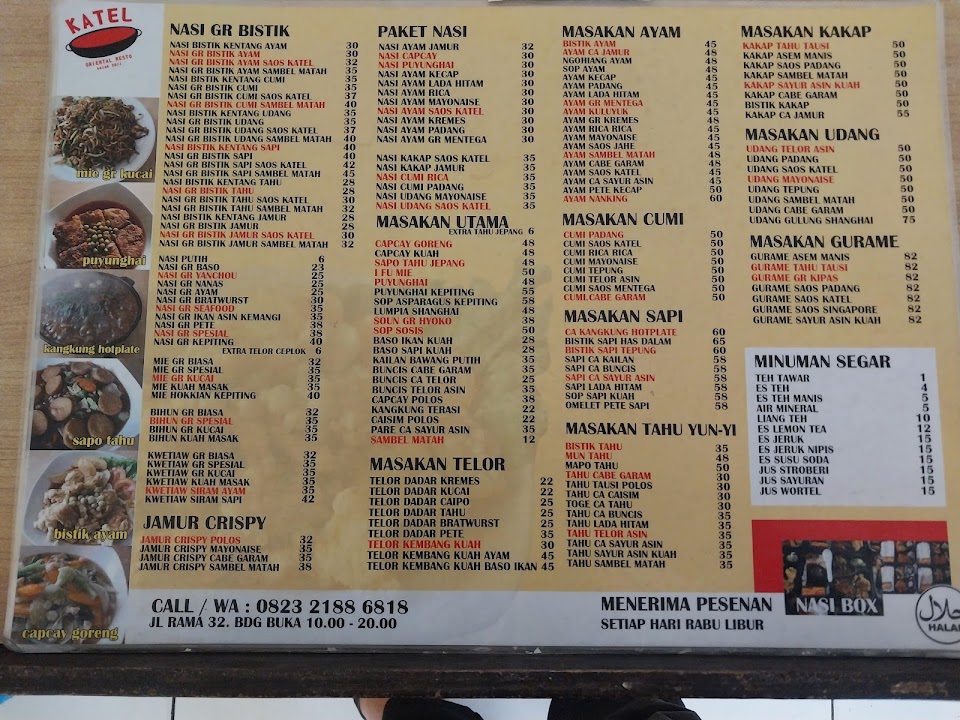 KATEL
ORIENTAL RESTO
mie gr kucai
puyunghai
kangkung hotplate
sapo tahu
bistik ayam
capcay goreng
NASI GR BISTIK
NASI BISTIK KENTANG AYAM 30
NASI GR BISTIK AYAM 30
NASI GR BISTIK AYAM SAOS KATEL 32
NASI GR BISTIK AYAM SAMBEL MATAH 35
NASI BISTIK KENTANG CUMI 35
NASI GR BISTIK CUMI 35
NASI GR BISTIK CUMI SAOS KATEL 37
NASI GR BISTIK CUMI SAMBEL MATAH 40
NASI BISTIK KENTANG UDANG 35
NASI GR BISTIK UDANG 35
NASI GR BISTIK UDANG SAOS KATEL 37
NASI GR BISTIK UDANG SAMBEL MATAH 40
NASI BISTIK KENTANG SAPI 40
NASI GR BISTIK SAPI 40
NASI GR BISTIK SAPI SAOS KATEL 42
NASI GR BISTIK SAPI SAMBEL MATAH 45
NASI BISTIK KENTANG TAHU 28
NASI GR BISTIK TAHU 28
NASI GR BISTIK TAHU SAOS KATEL 30
NASI GR BISTIK TAHU SAMBEL MATAH 32
NASI BISTIK KENTANG JAMUR 28
NASI GR BISTIK JAMUR 28
NASI GR BISTIK JAMUR SAOS KATEL 30
NASI GR BISTIK JAMUR SAMBEL MATAH 32
NASI PUTIH 6
NASI GR BASO 23
NASI GR YANCHOU 25
NASI GR NANAS 25
NASI GR AYAM 25
NASI GR BRATWURST 30
NASI GR SEAFOOD 35
NASI GR IKAN ASIN KEMANGI 35
NASI GR PETE 38
NASI GR SPESIAL 38
NASI GR KEPITING 40
EXTRA TELOR CEPLOK 6
MIE GR BIASA 32
MIE GR SPESIAL 35
MIE GR KUCAI 35
MIE KUAH MASAK 35
MIE HOKKIAN KEPITING 40
BIHUN GR BIASA 32
BIHUN GR SPESIAL 35
BIHUN GR KUCAI 35
BIHUN KUAH MASAK 35
KWETIAW GR BIASA 32
KWETIAW GR SPESIAL 35
KWETIAW GR KUCAI 35
KWETIAW KUAH MASAK 35
KWETIAW SIRAM AYAM 35
KWETIAW SIRAM SAPI 42
JAMUR CRISPY
JAMUR CRISPY POLOS 32
JAMUR CRISPY MAYONAISE 35
JAMUR CRISPY CABE GARAM 35
JAMUR CRISPY SAMBEL MATAH 38
PAKET NASI
NASI AYAM JAMUR 32
NASI CAPCAY 30
NASI PUYUNGHAI 30
NASI AYAM KECAP 30
NASI AYAM LADA HITAM 30
NASI AYAM RICA 30
NASI AYAM MAYONAISE 30
NASI AYAM SAOS KATEL 30
NASI AYAM KREMES 30
NASI AYAM PADANG 30
NASI AYAM GR MENTEGA 30
NASI KAKAP SAOS KATEL 35
NASI KAKAP JAMUR 35
NASI CUMI RICA 35
NASI CUMI PADANG 35
NASI UDANG MAYONAISE 35
NASI UDANG SAOS KATEL 35
MASAKAN UTAMA
EXTRA TAHU JEPANG 6
CAPCAY GORENG 48
CAPCAY KUAH 48
SAPO TAHU JEPANG 48
I FU MIE 50
PUYUNGHAI 48
PUYUNGHAI KEPITING 55
SOP ASPARAGUS KEPITING 58
LUMPIA SHANGHAI 48
SOUN GR HYOKO 38
SOP SOSIS 50
BASO IKAN KUAH 28
BASO SAPI KUAH 28
KAILAN BAWANG PUTIH 35
BUNCIS CABE GARAM 35
BUNCIS CA TELOR 25
BUNCIS TELOR ASIN 35
CAPCAY POLOS 38
KANGKUNG TERASI 22
CAISIM POLOS 22
PARE CA SAYUR ASIN 35
SAMBEL MATAH 12
MASAKAN TELOR
TELOR DADAR KREMES 22
TELOR DADAR KUCAI 22
TELOR DADAR CAIPO 25
TELOR DADAR TAHU 25
TELOR DADAR BRATWURST 25
TELOR DADAR PETE 35
TELOR KEMBANG KUAH 30
TELOR KEMBANG KUAH AYAM 45
TELOR KEMBANG KUAH BASO IKAN 45
MASAKAN AYAM
BISTIK AYAM 45
AYAM CA JAMUR 48
NGOHIANG AYAM 48
SOP AYAM 48
AYAM KECAP 45
AYAM PADANG 45
AYAM LADA HITAM 45
AYAM GR MENTEGA 45
AYAM KULUYUK 45
AYAM GR KREMES 48
AYAM RICA RICA 45
AYAM MAYONAISE 45
AYAM SAOS JAHE 45
AYAM SAMBEL MATAH 48
AYAM CABE GARAM 48
AYAM SAOS KATEL 45
AYAM CA SAYUR ASIN 45
AYAM PETE KECAP 50
AYAM NANKING 60
MASAKAN CUMI
CUMI PADANG 50
CUMI SAOS KATEL 50
CUMI RICA RICA 50
CUMI MAYONAISE 50
CUMI TEPUNG 50
CUMI TELOR ASIN 50
CUMI SAOS MENTEGA 50
CUMI CABE GARAM 50
MASAKAN SAPI
CA KANGKUNG HOTPLATE 60
BISTIK SAPI HAS DALAM 65
BISTIK SAPI TEPUNG 60
SAPI CA KAILAN 58
SAPI CA BUNCIS 58
SAPI CA SAYUR ASIN 58
SAPI LADA HITAM 58
SOP SAPI KUAH 58
OMELET PETE SAPI 58
MASAKAN TAHU YUN-YI
BISTIK TAHU 35
MUN TAHU 48
MAPO TAHU 50
TAHU CABE GARAM 30
TAHU TAUSI POLOS 30
TAHU CA CAISIM 30
TOGE CA TAHU 30
TAHU CA BUNCIS 35
TAHU LADA HITAM 35
TAHU TELOR ASIN 35
TAHU CA SAYUR ASIN 35
TAHU SAYUR ASIN KUAH 35
TAHU SAMBEL MATAH 35
MASAKAN KAKAP
KAKAP TAHU TAUSI 50
KAKAP ASEM MANIS 50
KAKAP SAOS PADANG 50
KAKAP SAMBEL MATAH 50
KAKAP SAYUR ASIN KUAH 50
KAKAP CABE GARAM 50
BISTIK KAKAP 50
KAKAP CA JAMUR 55
MASAKAN UDANG
UDANG TELOR ASIN 50
UDANG PADANG 50
UDANG SAOS KATEL 50
UDANG MAYONAISE 50
UDANG TEPUNG 50
UDANG SAMBEL MATAH 50
UDANG CABE GARAM 50
UDANG GULUNG SHANGHAI 75
MASAKAN GURAME
GURAME ASEM MANIS 82
GURAME TAHU TAUSI 82
GURAME GR KIPAS 82
GURAME SAOS PADANG 82
GURAME SAOS KATEL 82
GURAME SAOS SINGAPORE 82
GURAME SAYUR ASIN KUAH 82
MINUMAN SEGAR
TEH TAWAR 1
ES TEH 4
ES TEH MANIS 5
AIR MINERAL 5
LIANG TEH 10
ES LEMON TEA 12
ES JERUK 15
ES JERUK NIPIS 15
ES SUSU SODA 15
JUS STROBERI 15
JUS SAYURAN 15
JUS WORTEL 15
NASI BOX
CALL / WA : 0823 2188 6818
JL RAMA 32. BDG BUKA 10.00 - 20.00
MENERIMA PESENAN
SETIAP HARI RABU LIBUR
حلال
HALAL